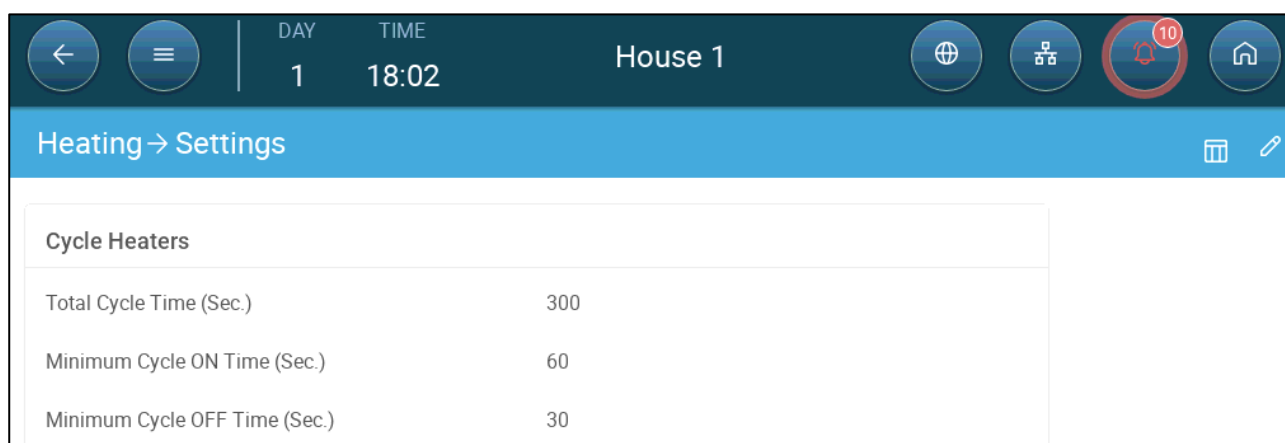 DAY TIME
1 18:02 House 1 10
Heating → Settings
Cycle Heaters
Total Cycle Time (Sec.) 300
Minimum Cycle ON Time (Sec.) 60
Minimum Cycle OFF Time (Sec.) 30